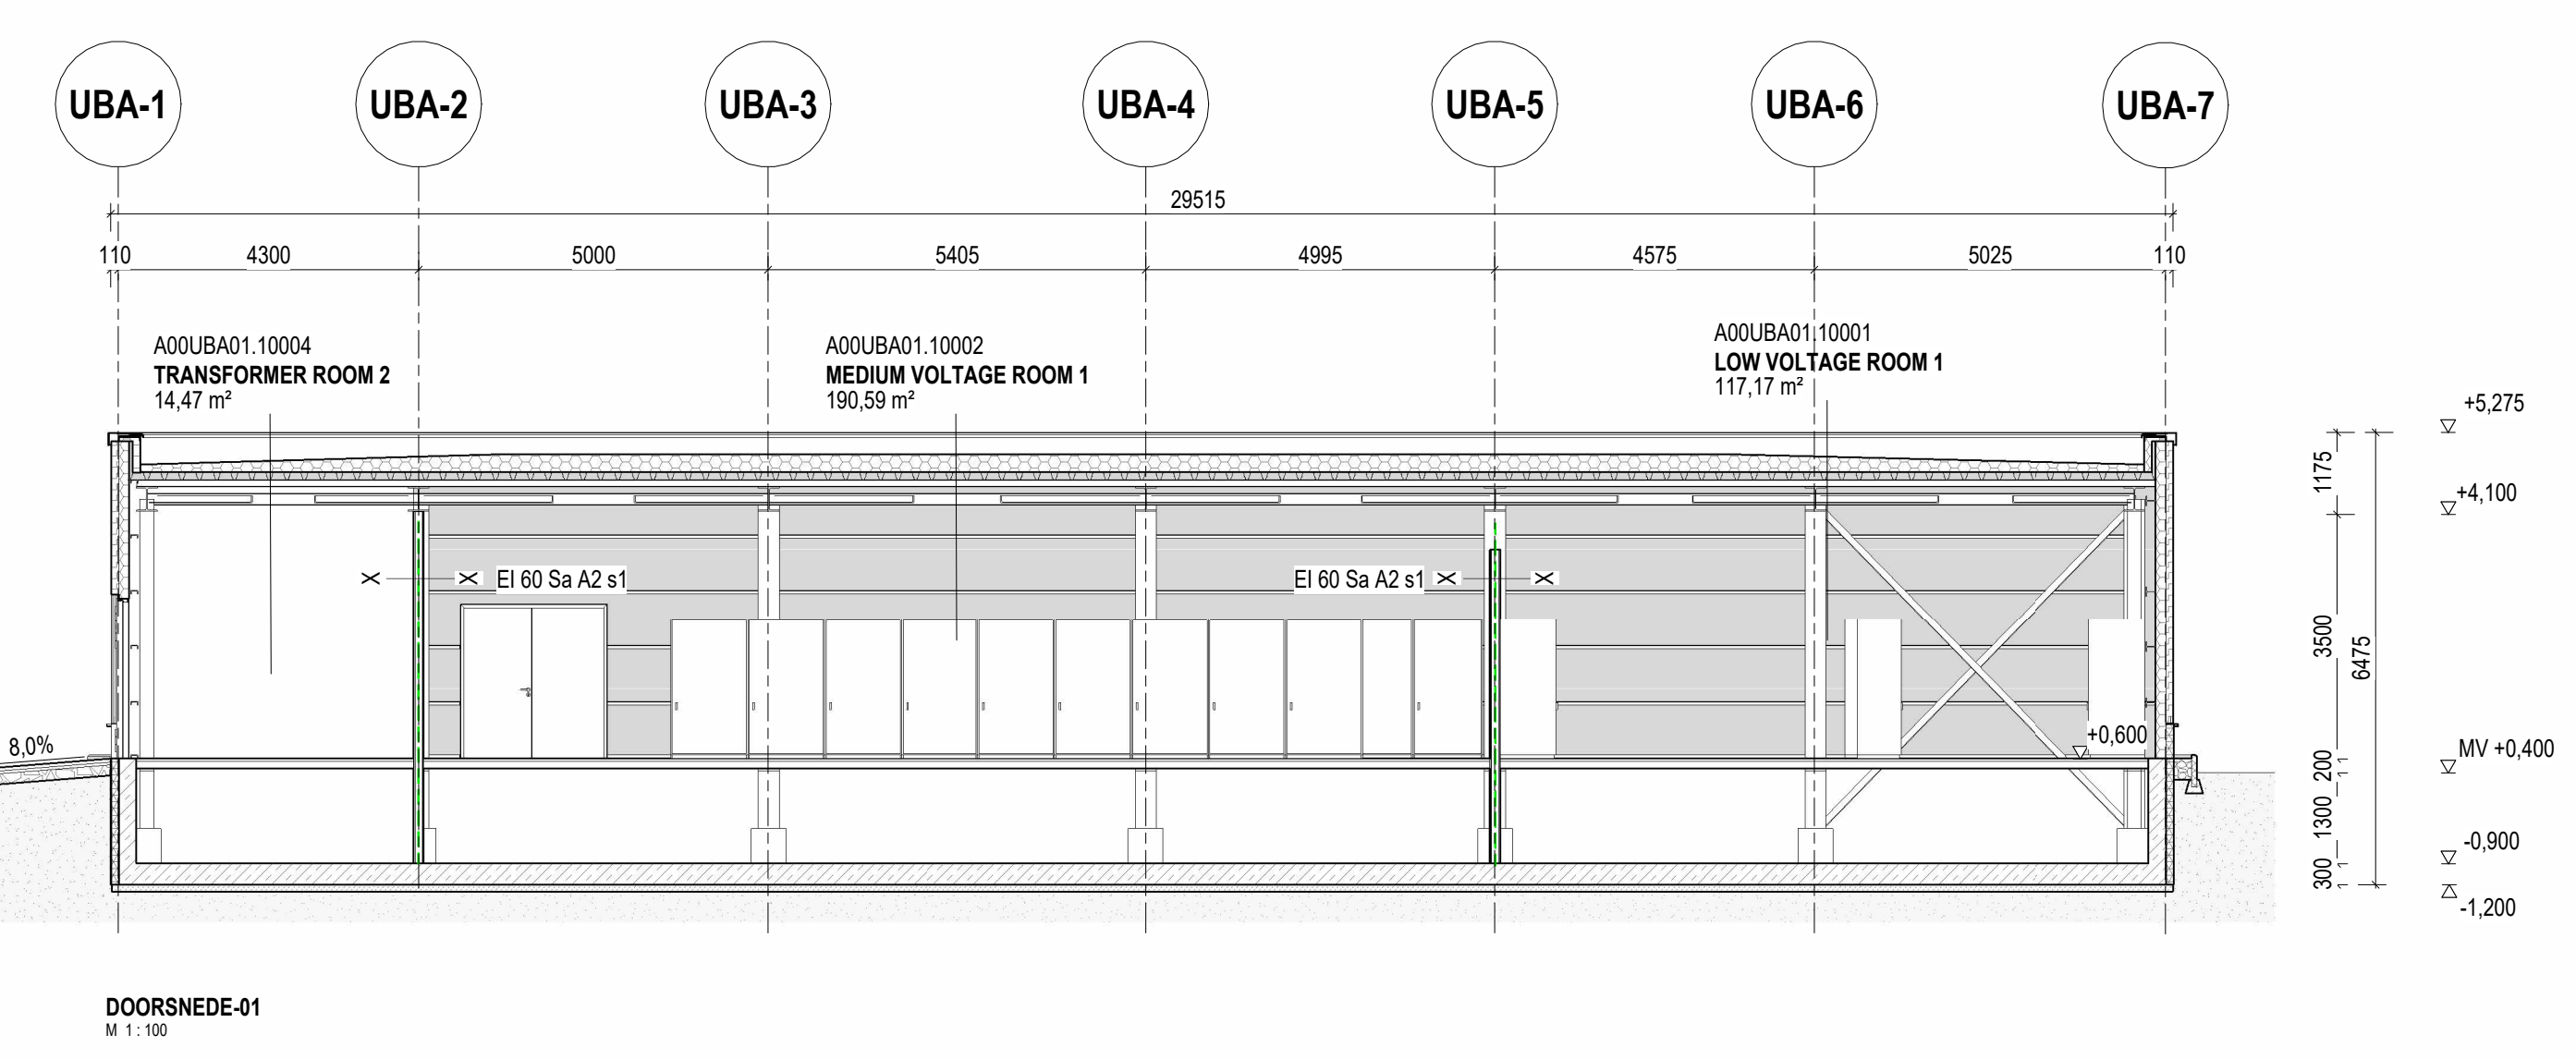 UBA-1 UBA-2 UBA-3 UBA-4 UBA-5 UBA-6 UBA-7
29515
110 4300 5000 5405 4995 4575 5025 110
A00UBA01.10004
TRANSFORMER ROOM 2
14,47 m²
A00UBA01.10002
MEDIUM VOLTAGE ROOM 1
190,59 m²
A00UBA01.10001
LOW VOLTAGE ROOM 1
117,17 m²
EI 60 Sa A2 s1
EI 60 Sa A2 s1
8,0%
+0,600
1175
3500
200
1300
300
6475
+5,275
+4,100
MV +0,400
-0,900
-1,200
DOORSNEDE-01
M 1 : 100